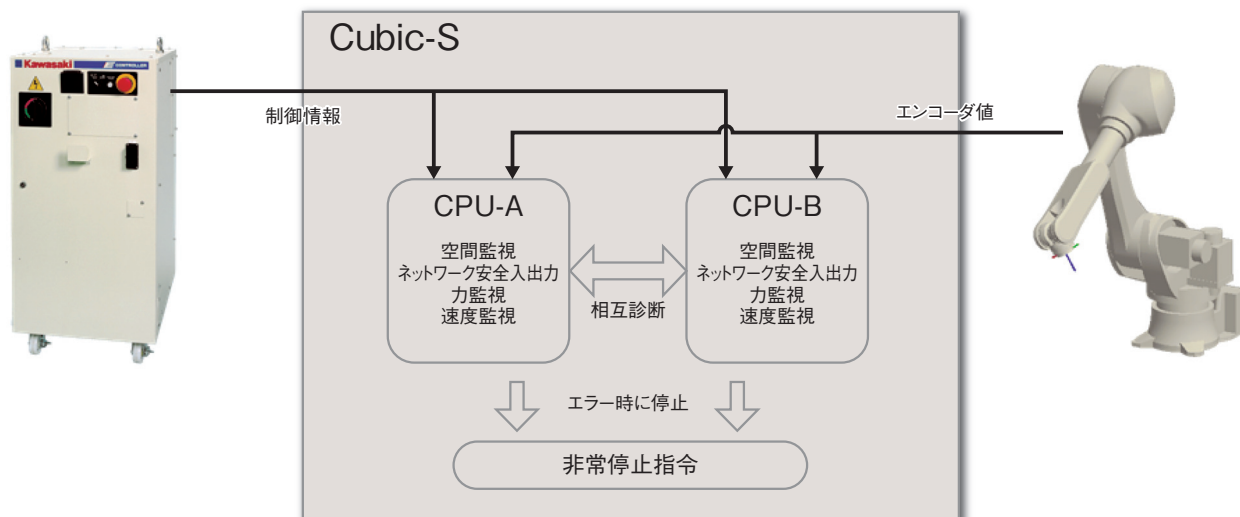 Cubic-S
Kawasaki
CONTROLLER
制御情報
エンコーダ値
CPU-A
空間監視
ネットワーク安全入出力
力監視
速度監視
相互診断
CPU-B
空間監視
ネットワーク安全入出力
力監視
速度監視
エラー時に停止
非常停止指令